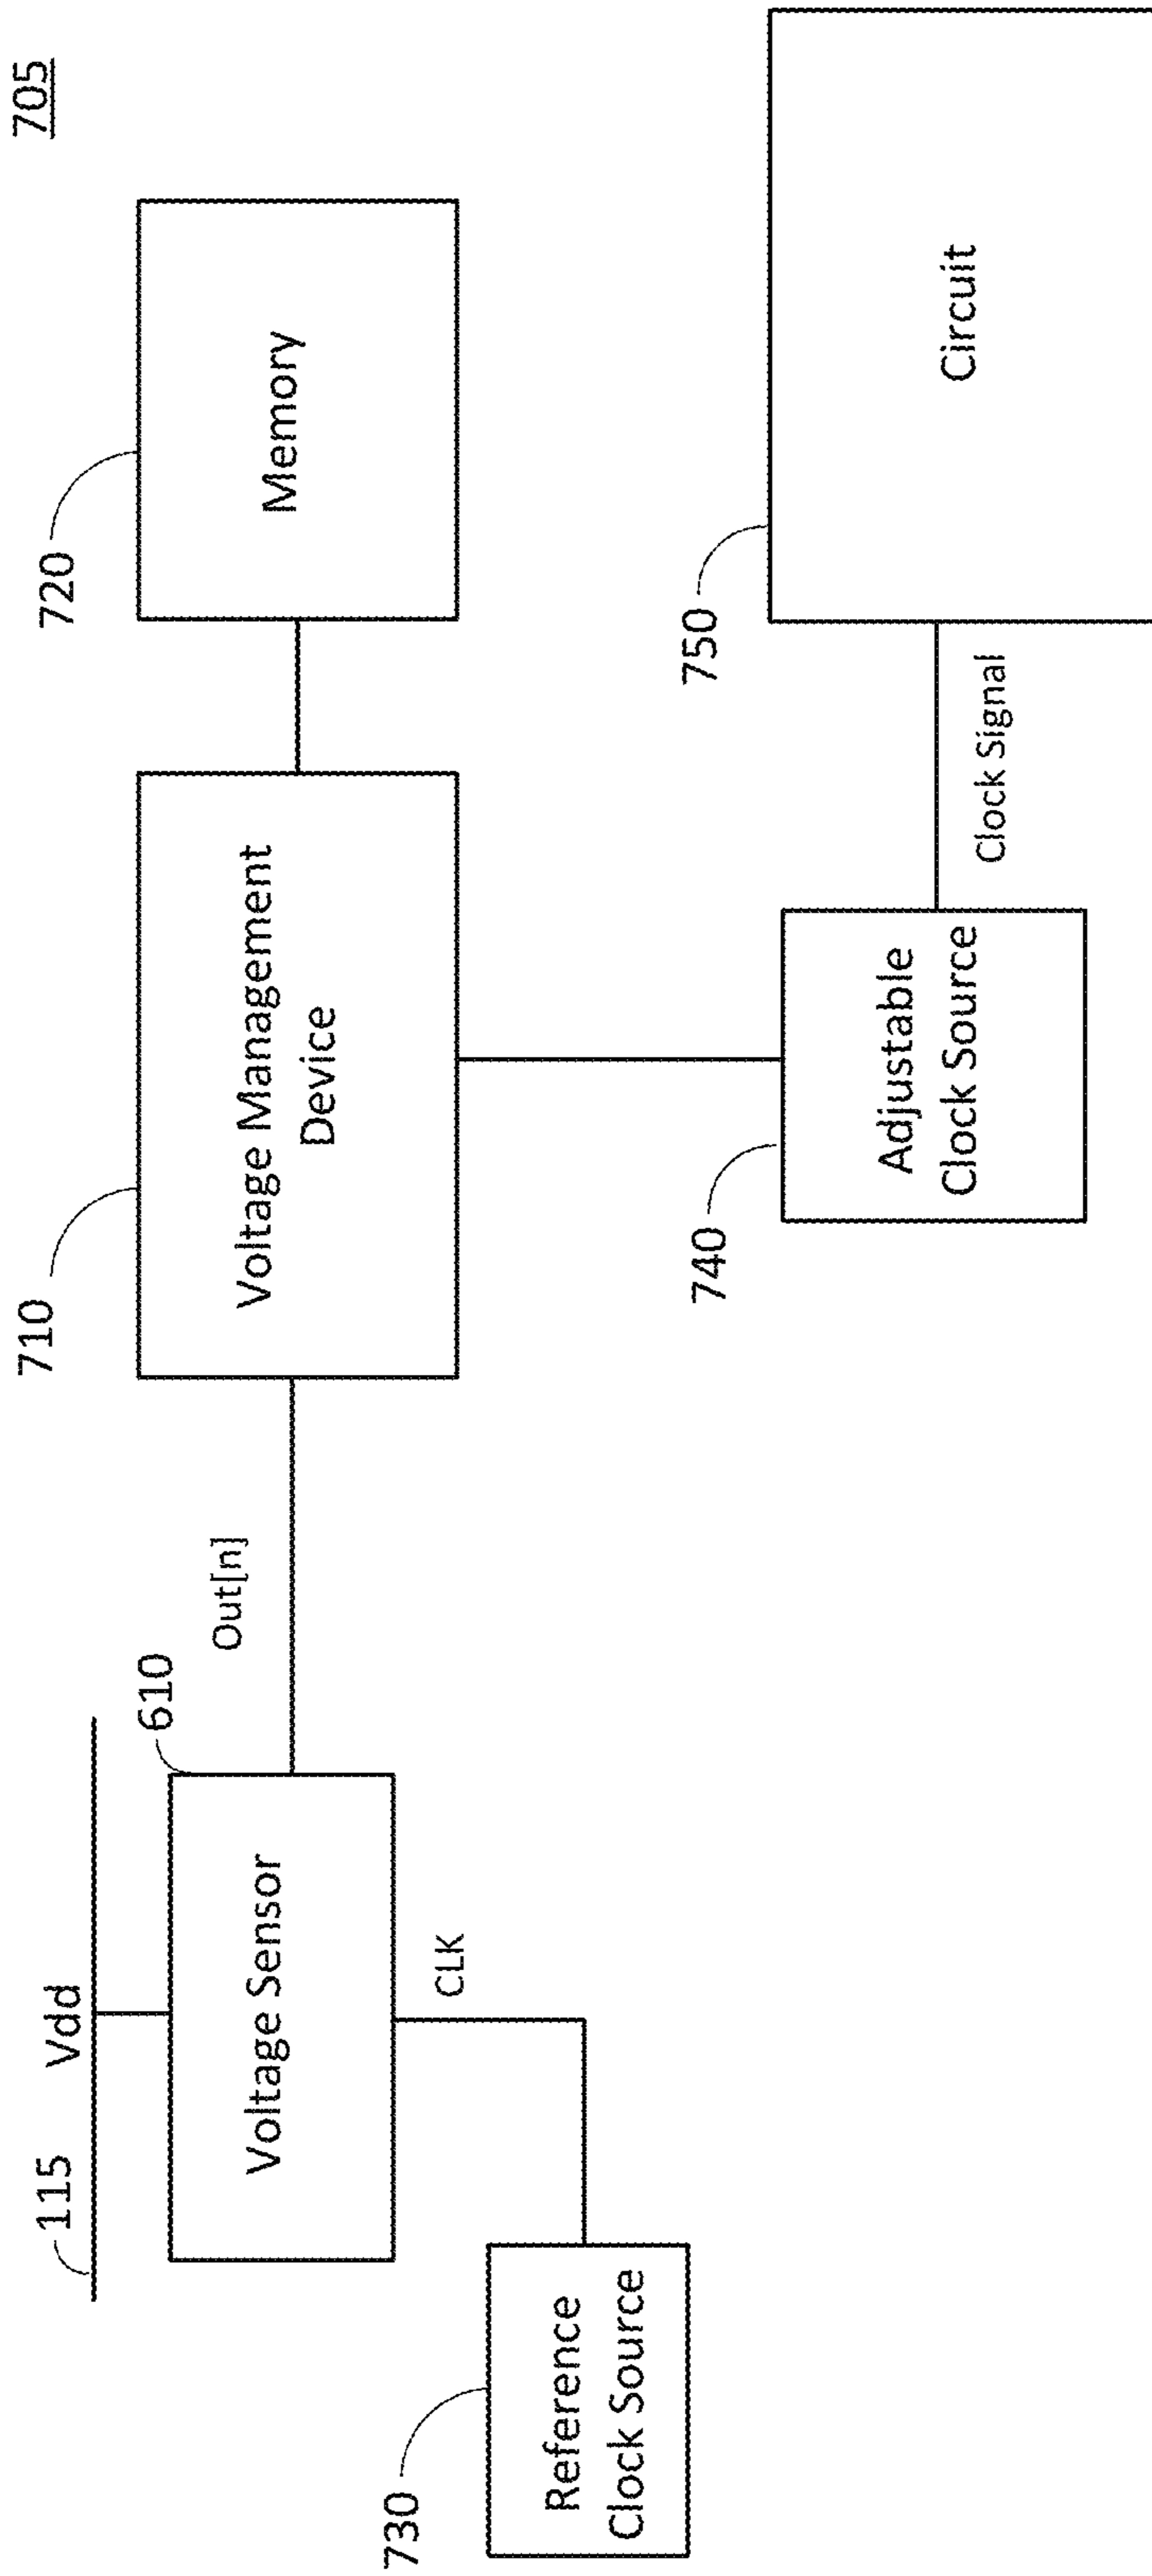 705
710
720
Memory
Voltage Management
Device
Out[n]
115
Vdd
610
Voltage Sensor
CLK
730
Reference
Clock Source
740
Adjustable
Clock Source
Clock Signal
750
Circuit